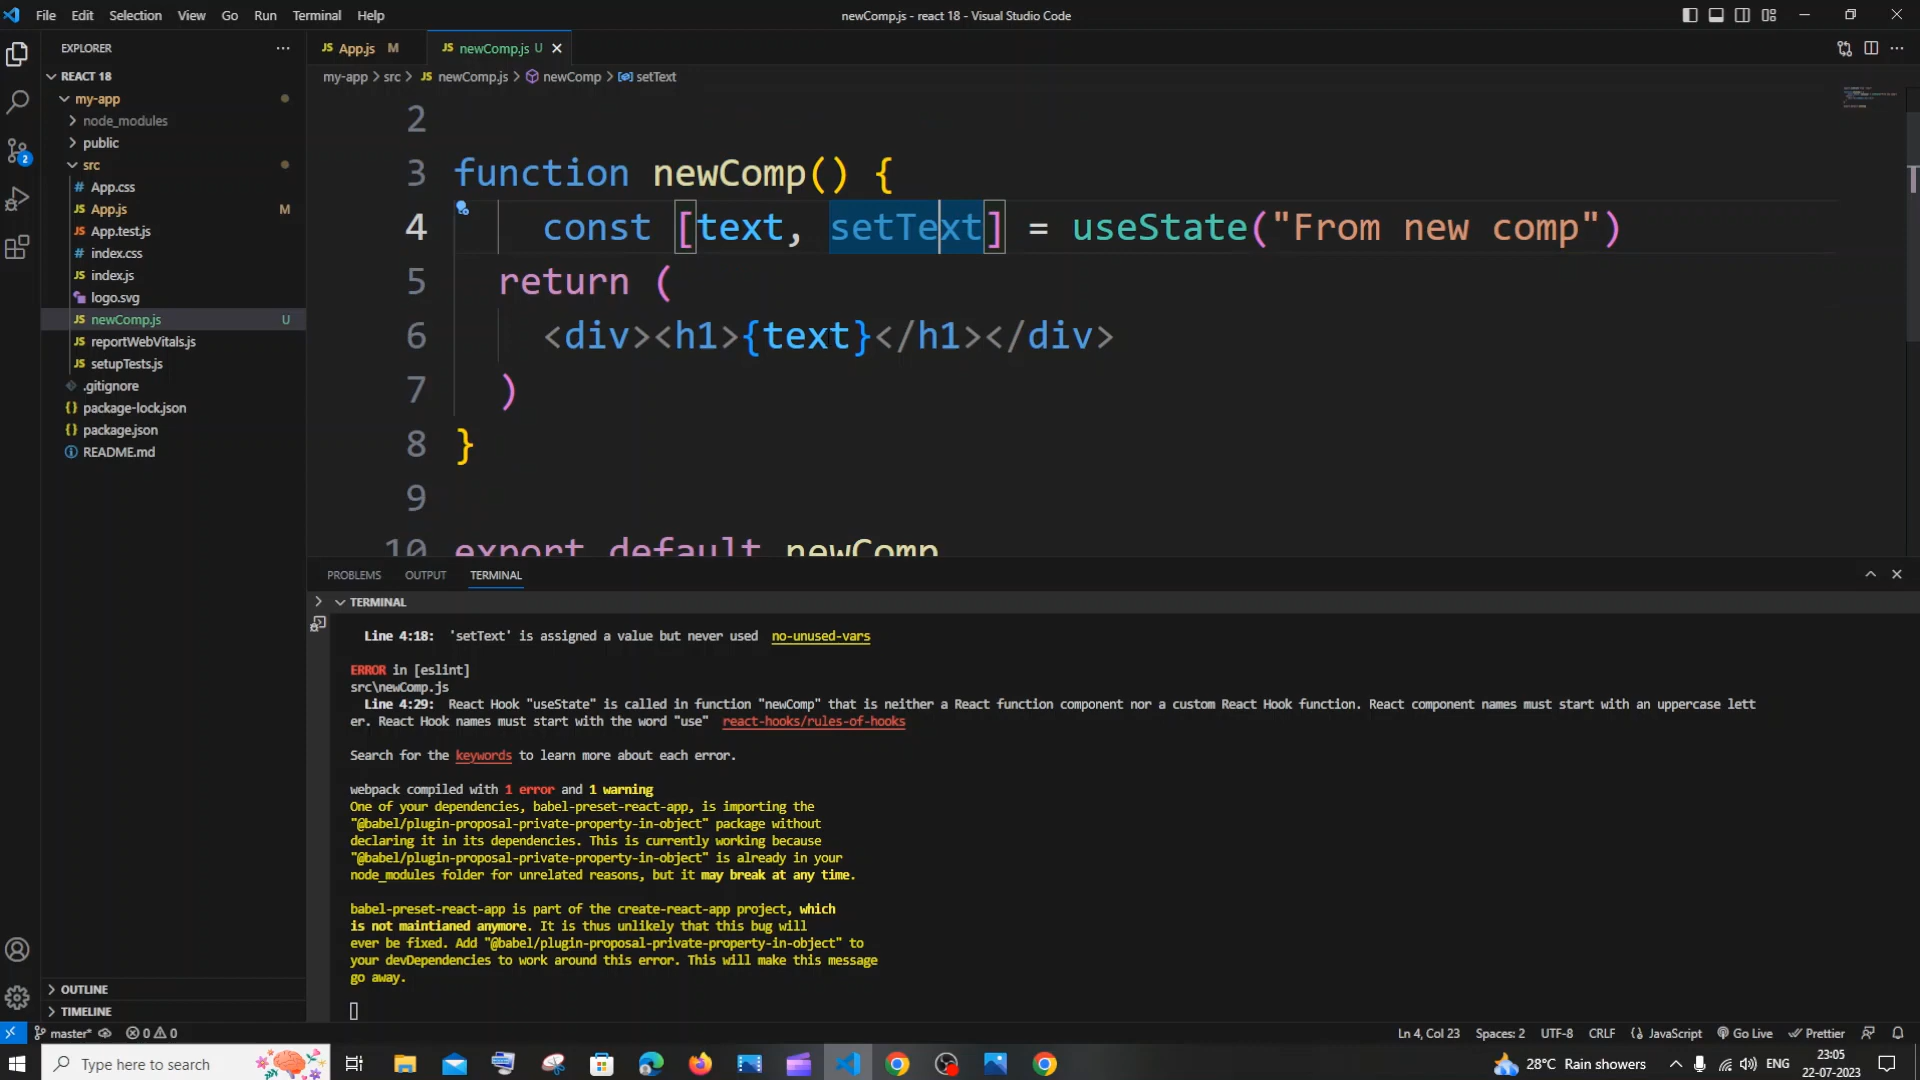 File Edit Selection View Go Run Terminal Help
newComp.js - react 18 - Visual Studio Code
EXPLORER
REACT 18
my-app
node_modules
public
src
# App.css
JS App.js M
JS App.test.js
# index.css
JS index.js
logo.svg
JS newComp.js U
JS reportWebVitals.js
JS setupTests.js
.gitignore
{} package-lock.json
{} package.json
README.md
OUTLINE
TIMELINE
JS App.js M
JS newComp.js U
my-app > src > JS newComp.js > newComp > setText
2
3 function newComp() {
4 const [text, setText] = useState("From new comp")
5 return (
6 <div><h1>{text}</h1></div>
7 )
8 }
9
10 export default newComp
PROBLEMS OUTPUT TERMINAL
TERMINAL
Line 4:18: 'setText' is assigned a value but never used no-unused-vars
ERROR in [eslint]
src\newComp.js
Line 4:29: React Hook "useState" is called in function "newComp" that is neither a React function component nor a custom React Hook function. React component names must start with an uppercase lett
er. React Hook names must start with the word "use" react-hooks/rules-of-hooks
Search for the keywords to learn more about each error.
webpack compiled with 1 error and 1 warning
One of your dependencies, babel-preset-react-app, is importing the
"@babel/plugin-proposal-private-property-in-object" package without
declaring it in its dependencies. This is currently working because
"@babel/plugin-proposal-private-property-in-object" is already in your
node_modules folder for unrelated reasons, but it may break at any time.
babel-preset-react-app is part of the create-react-app project, which
is not maintianed anymore. It is thus unlikely that this bug will
ever be fixed. Add "@babel/plugin-proposal-private-property-in-object" to
your devDependencies to work around this error. This will make this message
go away.
2
master* 0 0
Ln 4, Col 23 Spaces: 2 UTF-8 CRLF {} JavaScript Go Live Prettier
Type here to search
28°C Rain showers
ENG
23:05
22-07-2023